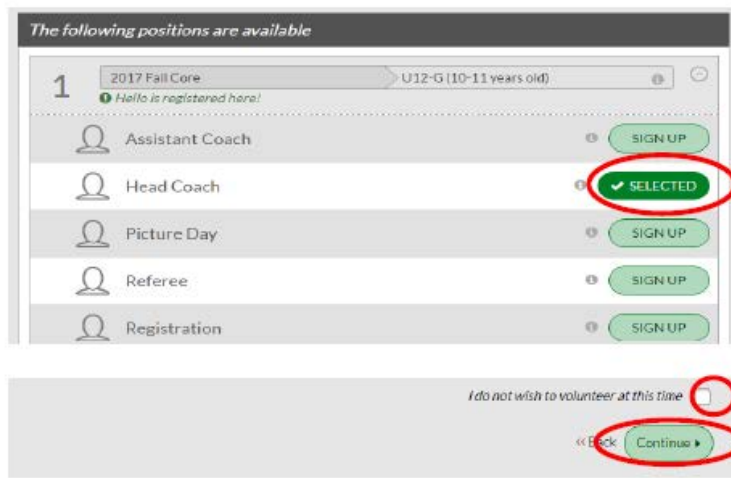 The following positions are available
1 2017 Fall Core U12-G (10-11 years old)
Hello is registered here!
Assistant Coach SIGN UP
Head Coach SELECTED
Picture Day SIGN UP
Referee SIGN UP
Registration SIGN UP
I do not wish to volunteer at this time
« Back Continue